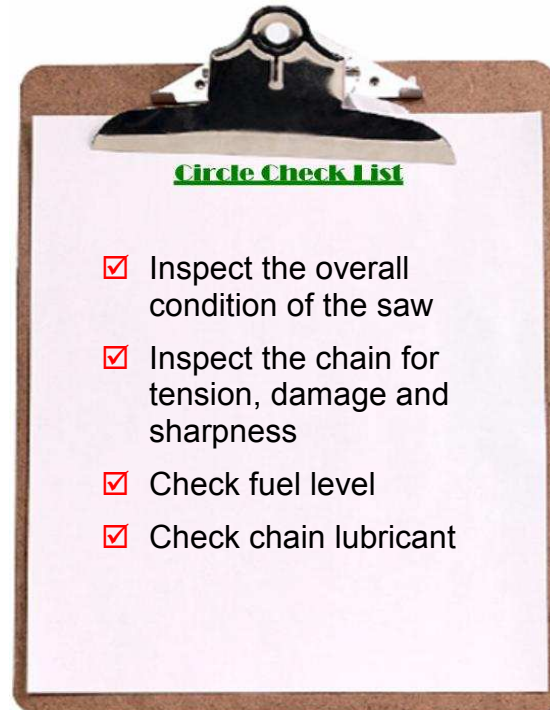 Circle Check List
Inspect the overall
condition of the saw
Inspect the chain for
tension, damage and
sharpness
Check fuel level
Check chain lubricant